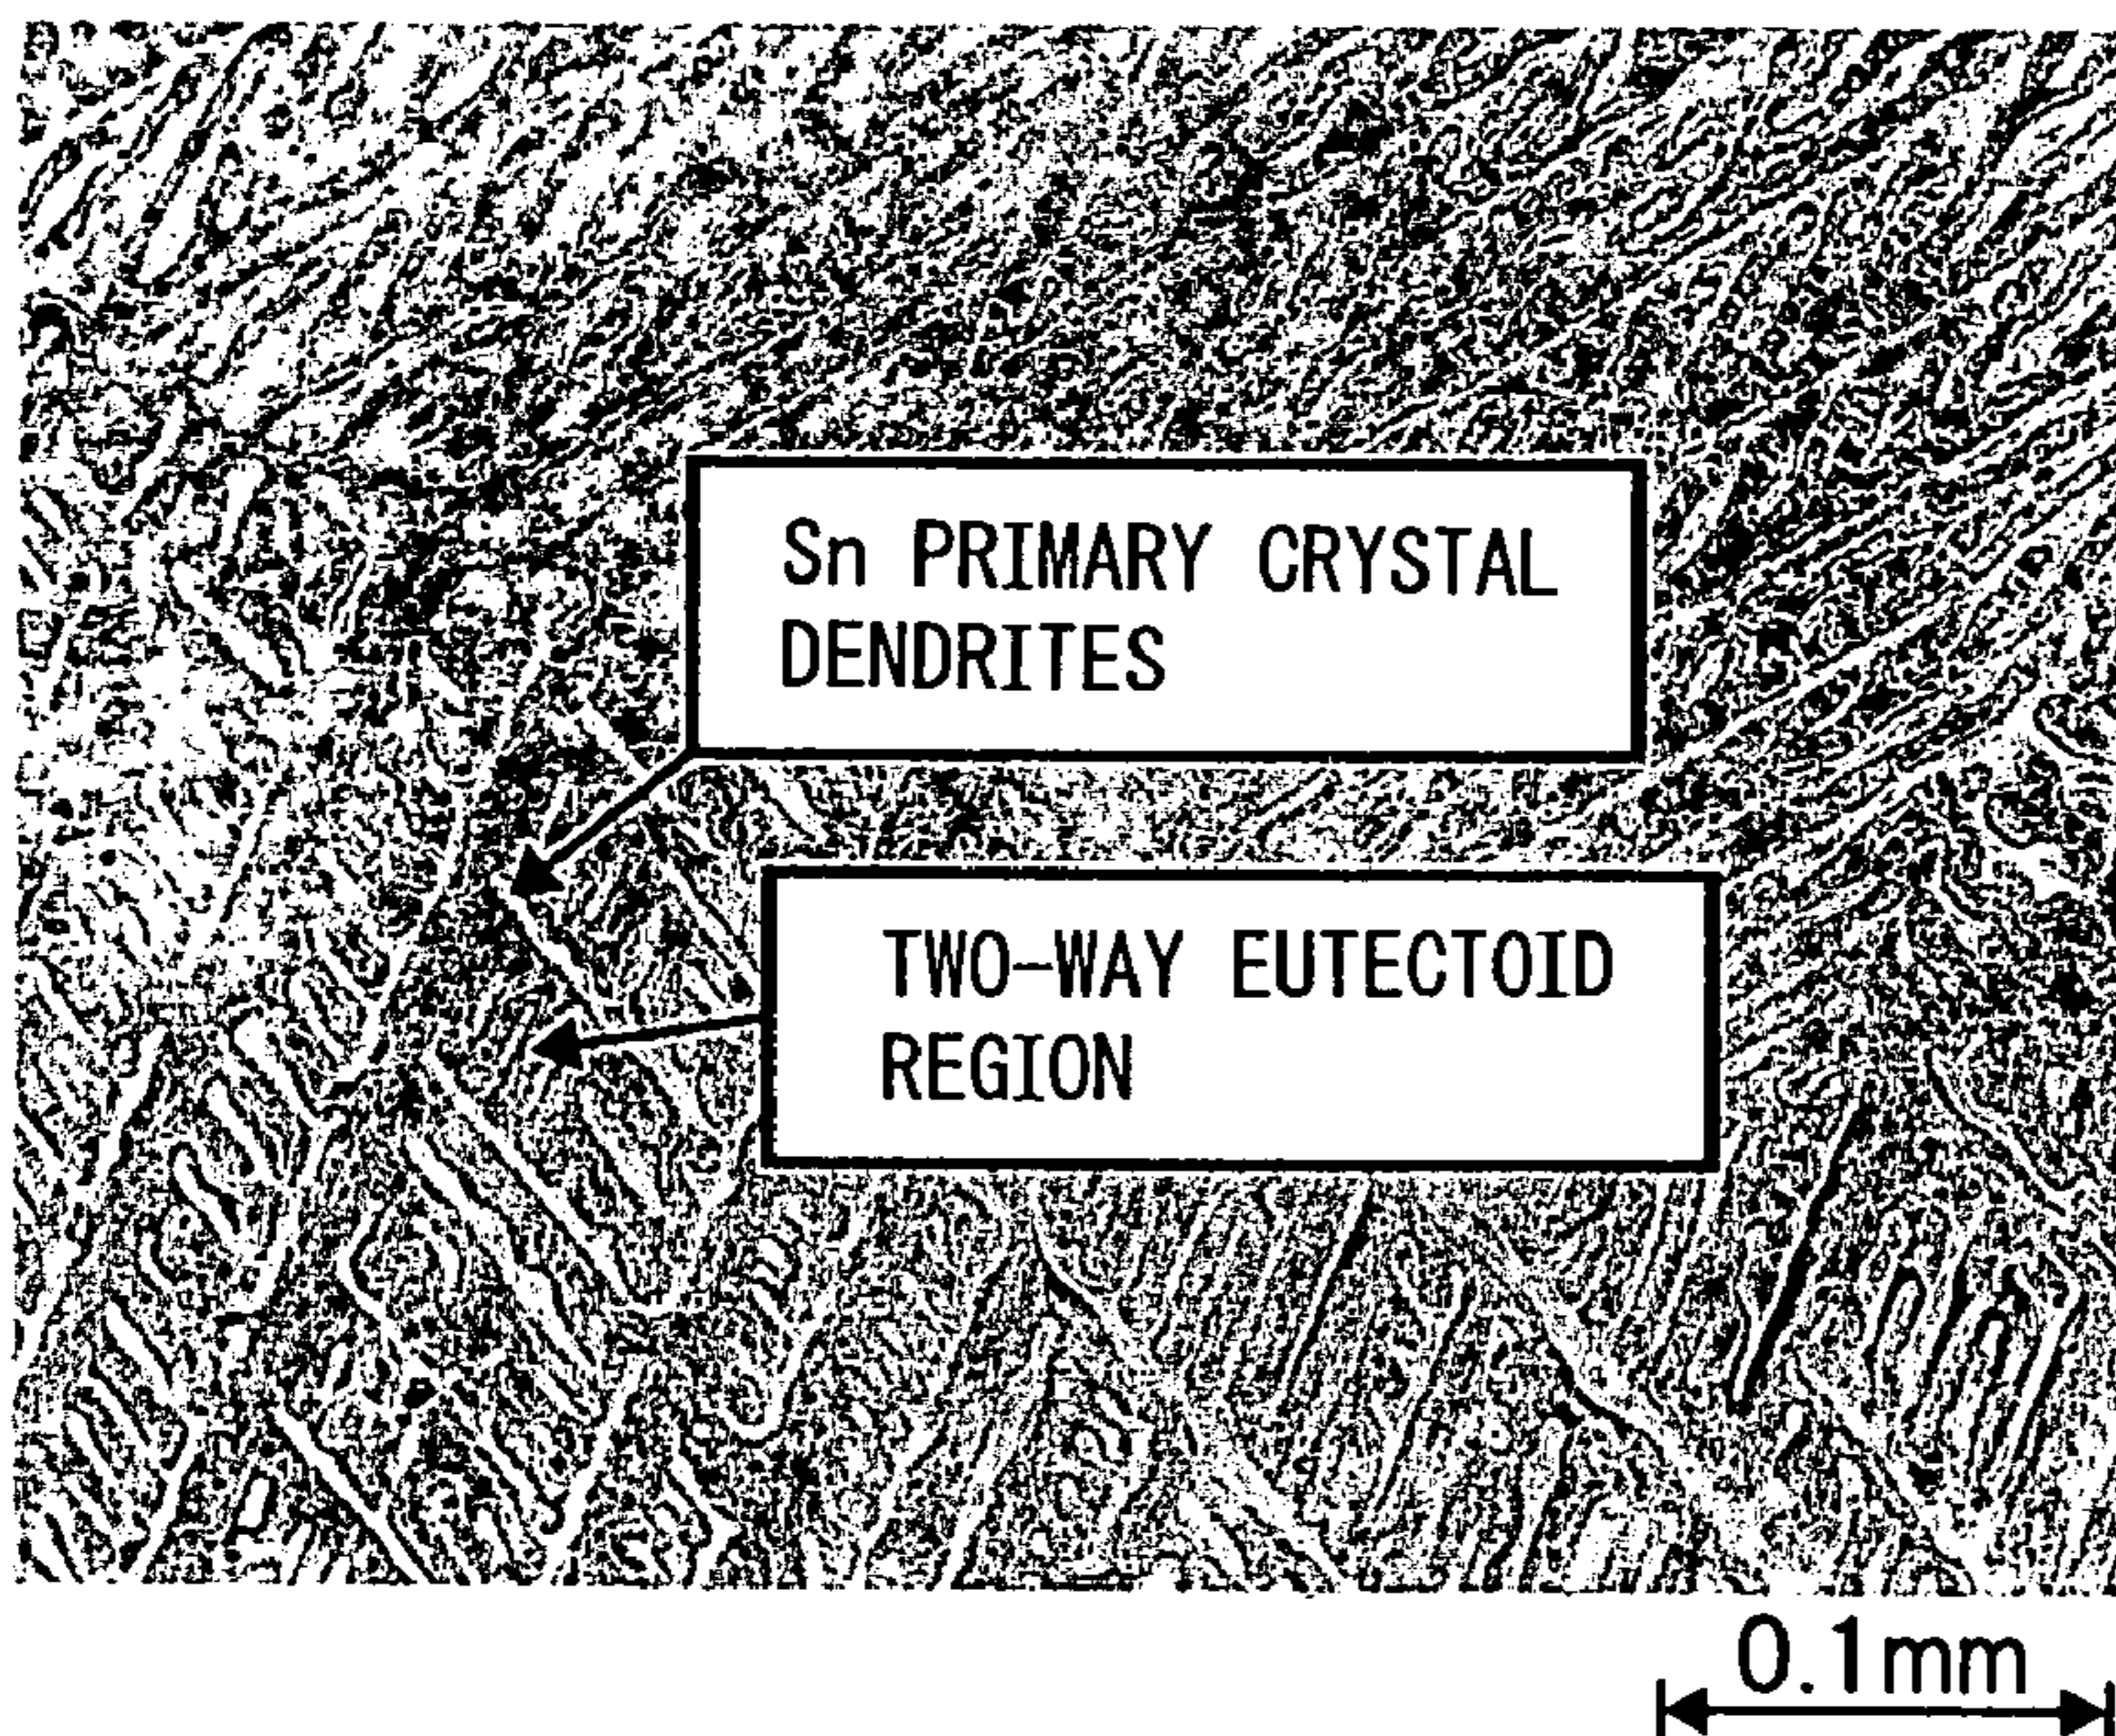 Sn PRIMARY CRYSTAL
DENDRITES
TWO-WAY EUTECTOID
REGION
0.1mm